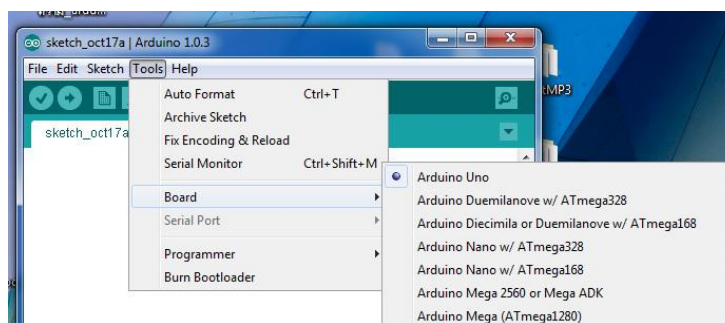 sketch_oct17a | Arduino 1.0.3
File Edit Sketch Tools Help
tMP3
sketch_oct17a
Auto Format Ctrl+T
Archive Sketch
Fix Encoding & Reload
Serial Monitor Ctrl+Shift+M
Board
Serial Port
Programmer
Burn Bootloader
Arduino Uno
Arduino Duemilanove w/ ATmega328
Arduino Diecimila or Duemilanove w/ ATmega168
Arduino Nano w/ ATmega328
Arduino Nano w/ ATmega168
Arduino Mega 2560 or Mega ADK
Arduino Mega (ATmega1280)